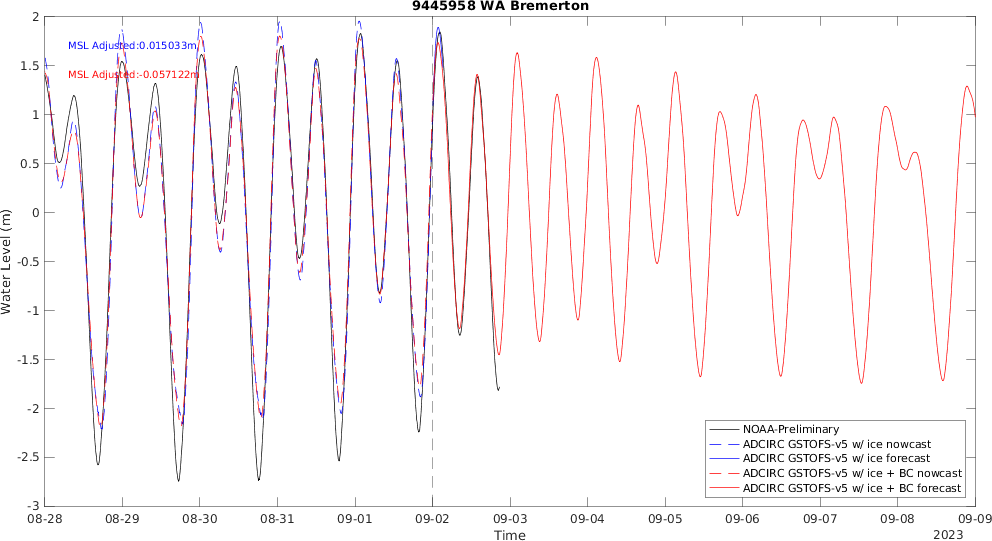 9445958 WA Bremerton
MSL Adjusted:0.015033m
MSL Adjusted:-0.057122m
Water Level (m)
2
1.5
1
0.5
0
-0.5
-1
-1.5
-2
-2.5
-3
NOAA-Preliminary
ADCIRC GSTOFS-v5 w/ ice nowcast
ADCIRC GSTOFS-v5 w/ ice forecast
ADCIRC GSTOFS-v5 w/ ice + BC nowcast
ADCIRC GSTOFS-v5 w/ ice + BC forecast
08-28 08-29 08-30 08-31 09-01 09-02 09-03 09-04 09-05 09-06 09-07 09-08 09-09
Time
2023